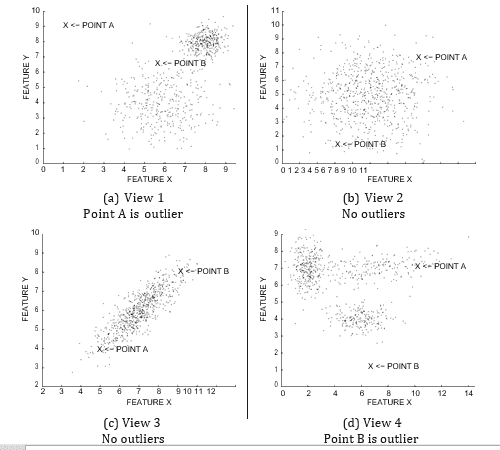 10
9
8
7
6
5
4
3
2
1
0
FEATURE Y
X <- POINT A
X <- POINT B
0 1 2 3 4 5 6 7 8 9
FEATURE X
(a) View 1
Point A is outlier
11
10
9
8
7
6
5
4
3
2
1
0
FEATURE Y
X <- POINT A
X <- POINT B
0 1 2 3 4 5 6 7 8 9 10 11
FEATURE X
(b) View 2
No outliers
10
9
8
7
6
5
4
3
2
FEATURE Y
X <- POINT B
X <- POINT A
2 3 4 5 6 7 8 9 10 11 12
FEATURE X
(c) View 3
No outliers
9
8
7
6
5
4
3
2
1
0
FEATURE Y
X <- POINT A
X <- POINT B
0 2 4 6 8 10 12 14
FEATURE X
(d) View 4
Point B is outlier